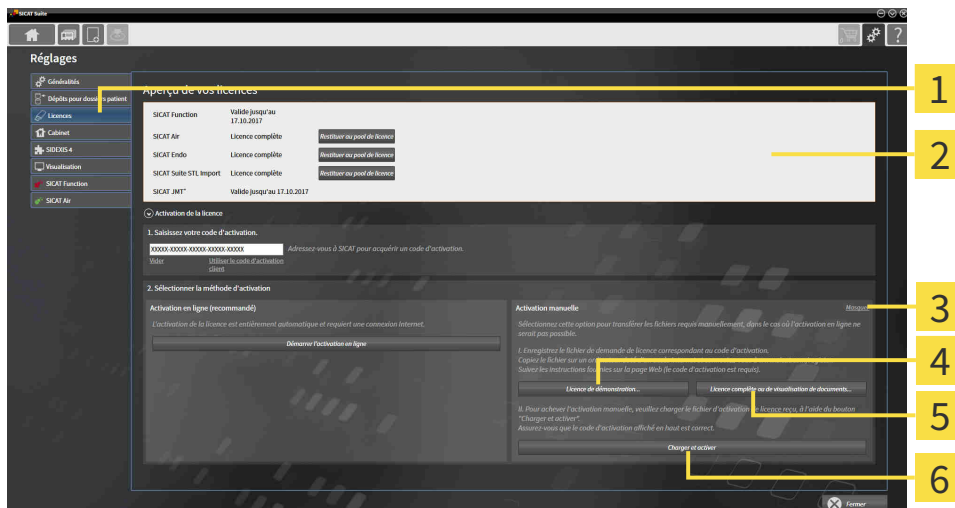 SICAT Suite
?
Réglages
Généralités
Dépôts pour dossiers patient
Licences
Cabinet
SIDEXIS 4
Visualisation
SICAT Function
SICAT Air
Aperçu de vos licences
SICAT Function Valide jusqu'au
17.10.2017
SICAT Air Licence complète Restituer au pool de licence
SICAT Endo Licence complète Restituer au pool de licence
SICAT Suite STL Import Licence complète Restituer au pool de licence
SICAT JMT+ Valide jusqu'au 17.10.2017
Activation de la licence
1. Saisissez votre code d'activation.
XXXXX-XXXXX-XXXXX-XXXXX-XXXXX Adressez-vous à SICAT pour acquérir un code d'activation.
Vider Utiliser le code d'activation
client
2. Sélectionner la méthode d'activation
Activation en ligne (recommandé)
L'activation de la licence est entièrement automatique et requiert une connexion Internet.
Démarrer l'activation en ligne
Activation manuelle Masquer
Sélectionnez cette option pour transférer les fichiers requis manuellement, dans le cas où l'activation en ligne ne
serait pas possible.
I. Enregistrez le fichier de demande de licence correspondant au code d'activation.
Copiez le fichier sur un
Suivez les instructions fournies sur la page Web (le code d'activation est requis).
Licence de démonstration... Licence complète ou de visualisation de documents...
II. Pour achever l'activation manuelle, veuillez charger le fichier d'activation de licence reçu, à l'aide du bouton
"Charger et activer".
Assurez-vous que le code d'activation affiché en haut est correct.
Charger et activer
Fermer
1
2
3
4
5
6